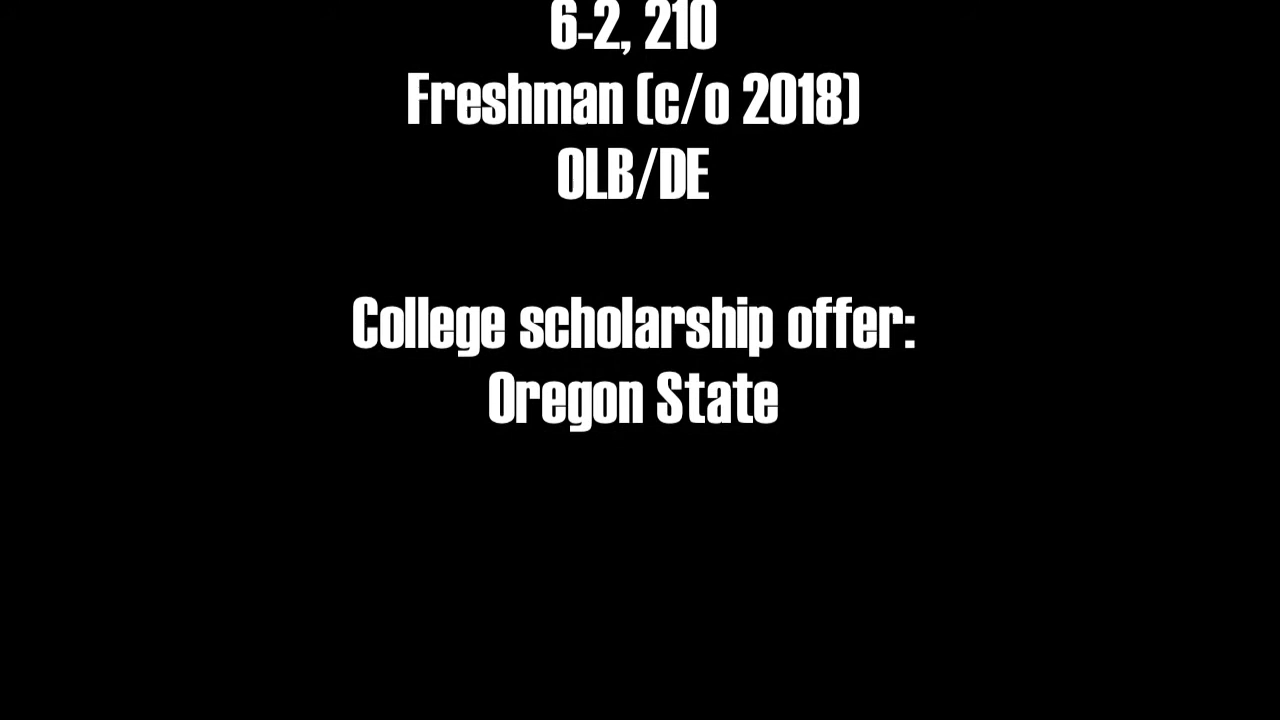 6-2, 210
Freshman (c/o 2018)
OLB/DE
College scholarship offer:
Oregon State